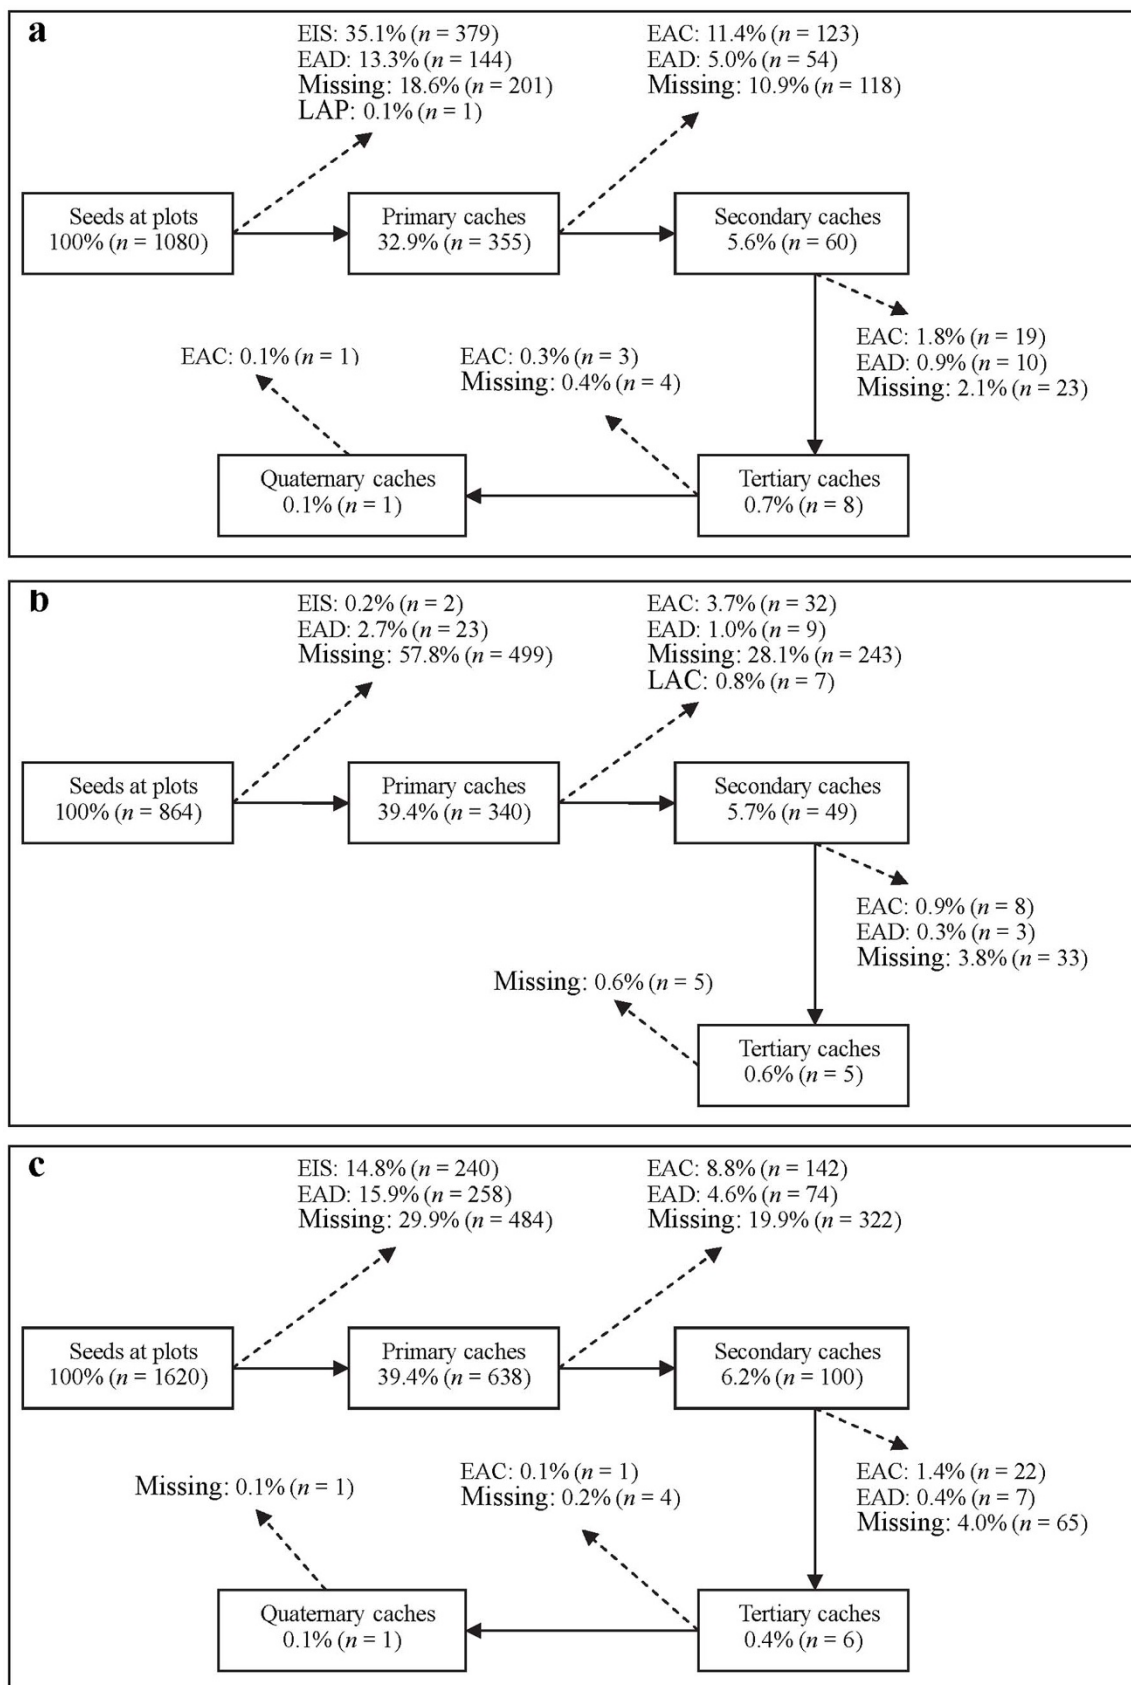 a
EIS: 35.1% (n = 379)
EAD: 13.3% (n = 144)
Missing: 18.6% (n = 201)
LAP: 0.1% (n = 1)
EAC: 11.4% (n = 123)
EAD: 5.0% (n = 54)
Missing: 10.9% (n = 118)
Seeds at plots
100% (n = 1080)
Primary caches
32.9% (n = 355)
Secondary caches
5.6% (n = 60)
EAC: 1.8% (n = 19)
EAD: 0.9% (n = 10)
Missing: 2.1% (n = 23)
EAC: 0.1% (n = 1)
EAC: 0.3% (n = 3)
Missing: 0.4% (n = 4)
Quaternary caches
0.1% (n = 1)
Tertiary caches
0.7% (n = 8)
b
EIS: 0.2% (n = 2)
EAD: 2.7% (n = 23)
Missing: 57.8% (n = 499)
EAC: 3.7% (n = 32)
EAD: 1.0% (n = 9)
Missing: 28.1% (n = 243)
LAC: 0.8% (n = 7)
Seeds at plots
100% (n = 864)
Primary caches
39.4% (n = 340)
Secondary caches
5.7% (n = 49)
EAC: 0.9% (n = 8)
EAD: 0.3% (n = 3)
Missing: 3.8% (n = 33)
Missing: 0.6% (n = 5)
Tertiary caches
0.6% (n = 5)
c
EIS: 14.8% (n = 240)
EAD: 15.9% (n = 258)
Missing: 29.9% (n = 484)
EAC: 8.8% (n = 142)
EAD: 4.6% (n = 74)
Missing: 19.9% (n = 322)
Seeds at plots
100% (n = 1620)
Primary caches
39.4% (n = 638)
Secondary caches
6.2% (n = 100)
EAC: 1.4% (n = 22)
EAD: 0.4% (n = 7)
Missing: 4.0% (n = 65)
Missing: 0.1% (n = 1)
EAC: 0.1% (n = 1)
Missing: 0.2% (n = 4)
Quaternary caches
0.1% (n = 1)
Tertiary caches
0.4% (n = 6)